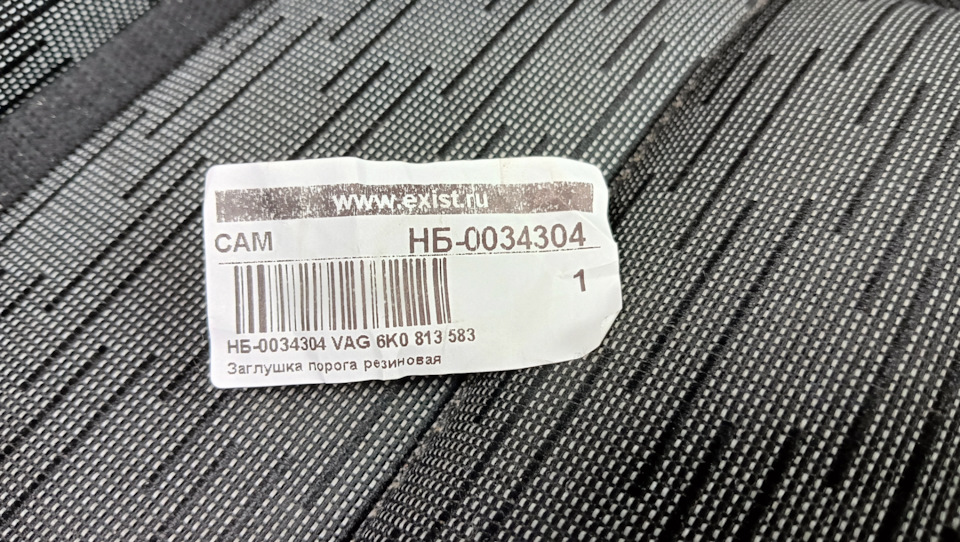 www.exist.ru
САМ НБ-0034304
1
НБ-0034304 VAG 6K0 813 583
Заглушка порога резиновая